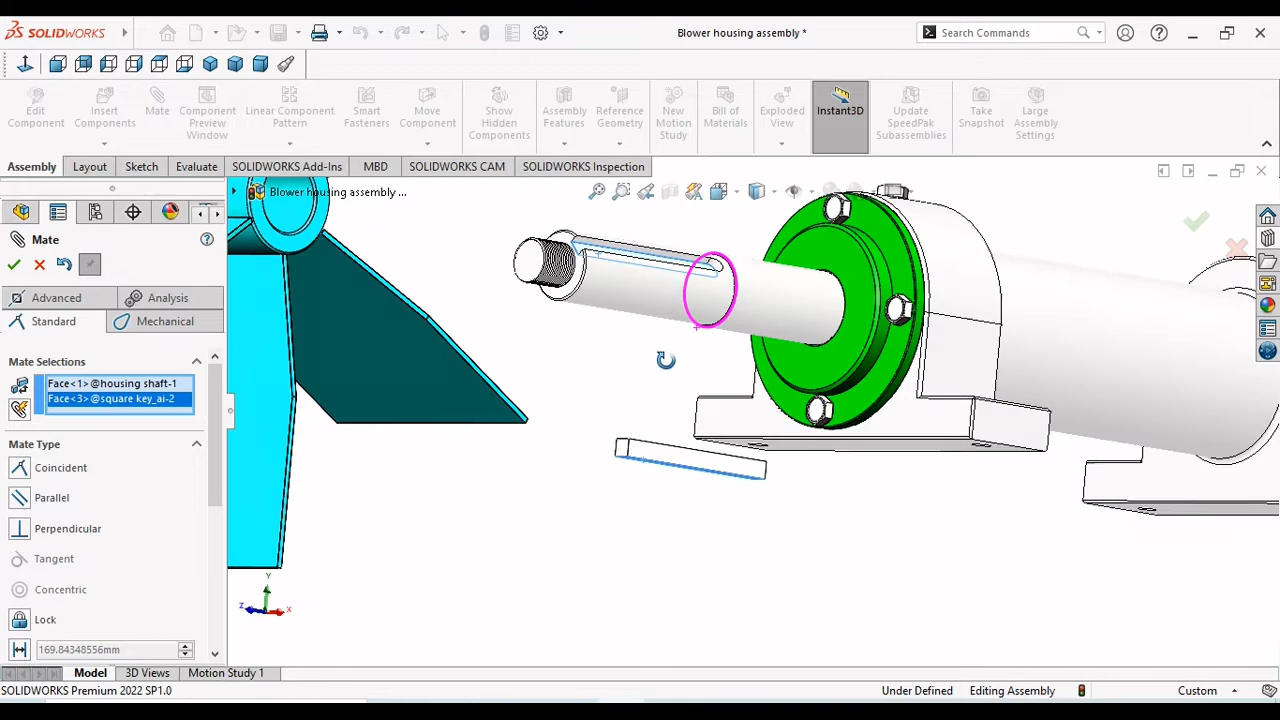 SOLIDWORKS
Blower housing assembly *
Search Commands
Edit Component
Insert Components
Mate
Component Preview Window
Linear Component Pattern
Smart Fasteners
Move Component
Show Hidden Components
Assembly Features
Reference Geometry
New Motion Study
Bill of Materials
Exploded View
Instant3D
Update SpeedPak Subassemblies
Take Snapshot
Large Assembly Settings
Assembly
Layout
Sketch
Evaluate
SOLIDWORKS Add-Ins
MBD
SOLIDWORKS CAM
SOLIDWORKS Inspection
Blower housing assembly ...
Mate
Advanced
Analysis
Standard
Mechanical
Mate Selections
Face<1>@housing shaft-1
Face<3>@square key_ai-2
Mate Type
Coincident
Parallel
Perpendicular
Tangent
Concentric
Lock
169.84348556mm
Y
Z
X
Model
3D Views
Motion Study 1
SOLIDWORKS Premium 2022 SP1.0
Under Defined
Editing Assembly
Custom